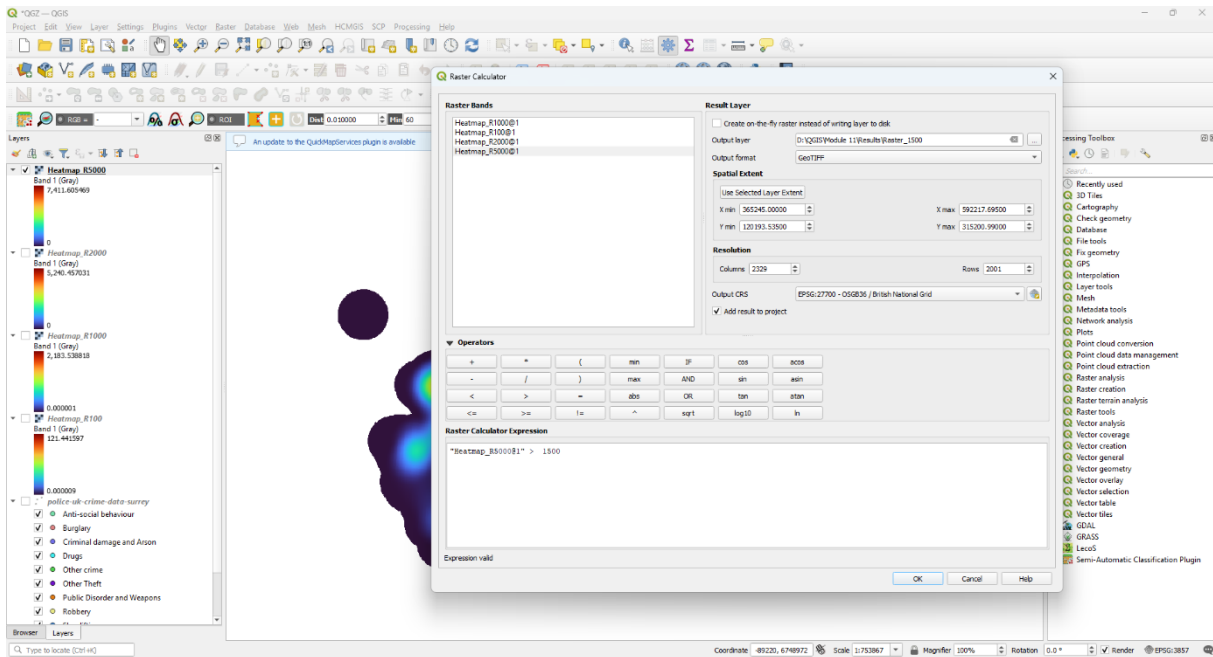 *QGZ — QGIS
Project Edit View Layer Settings Plugins Vector Raster Database Web Mesh HCMGIS SCP Processing Help
RGB = -
ROI
Dist 0.010000
Min 60
Layers
An update to the QuickMapServices plugin is available
Heatmap_R5000
Band 1 (Gray)
7,411.605469
0
Heatmap_R2000
Band 1 (Gray)
5,240.457031
0
Heatmap_R1000
Band 1 (Gray)
2,183.538818
0.000001
Heatmap_R100
Band 1 (Gray)
121.441597
0.000009
police-uk-crime-data-surrey
Anti-social behaviour
Burglary
Criminal damage and Arson
Drugs
Other crime
Other Theft
Public Disorder and Weapons
Robbery
Browser Layers
Raster Calculator
Raster Bands
Heatmap_R1000@1
Heatmap_R100@1
Heatmap_R2000@1
Heatmap_R5000@1
Result Layer
Create on-the-fly raster instead of writing layer to disk
Output layer D:\QGIS\Module 11\Results\Raster_1500 ...
Output format GeoTIFF
Spatial Extent
Use Selected Layer Extent
X min 365245.00000 X max 592217.69500
Y min 120193.53500 Y max 315200.99000
Resolution
Columns 2329 Rows 2001
Output CRS EPSG:27700 - OSGB36 / British National Grid
Add result to project
Operators
+ * ( min IF cos acos
- / ) max AND sin asin
< > = abs OR tan atan
<= >= != ^ sqrt log10 ln
Raster Calculator Expression
"Heatmap_R5000@1" > 1500
Expression valid
OK Cancel Help
essing Toolbox
Search...
Recently used
3D Tiles
Cartography
Check geometry
Database
File tools
Fix geometry
GPS
Interpolation
Layer tools
Mesh
Metadata tools
Network analysis
Plots
Point cloud conversion
Point cloud data management
Point cloud extraction
Raster analysis
Raster creation
Raster terrain analysis
Raster tools
Vector analysis
Vector coverage
Vector creation
Vector general
Vector geometry
Vector overlay
Vector selection
Vector table
Vector tiles
GDAL
GRASS
LecoS
Semi-Automatic Classification Plugin
Type to locate (Ctrl+K)
Coordinate -89220, 6748972 Scale 1:753867 Magnifier 100% Rotation 0.0 ° Render EPSG:3857